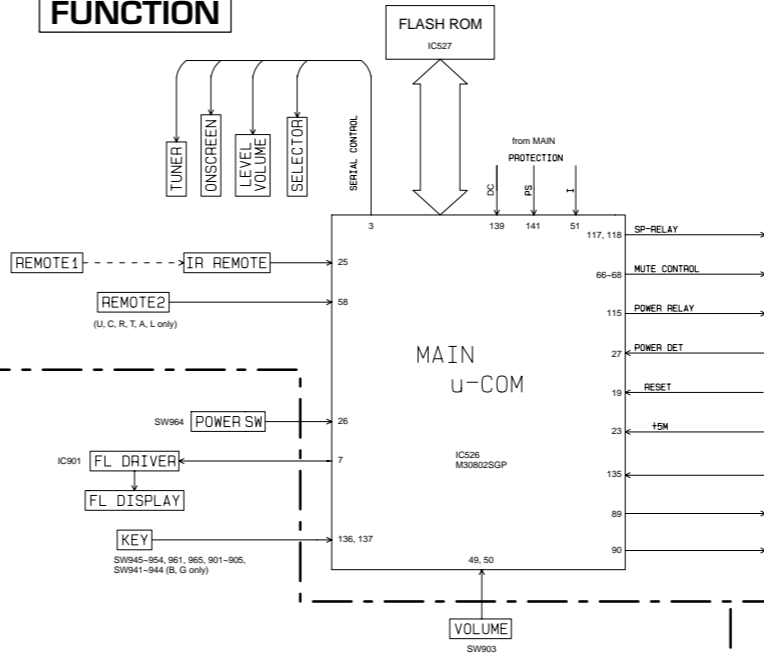 FUNCTION
FLASH ROM
IC527
TUNER
ONSCREEN
LEVEL
VOLUME
SELECTOR
SERIAL CONTROL
from MAIN
PROTECTION
DC
PS
I
3
139
141
51
117, 118
SP-RELAY
REMOTE1
IR REMOTE
25
66~68
MUTE CONTROL
REMOTE2
58
(U, C, R, T, A, L only)
115
POWER RELAY
MAIN
u-COM
27
POWER DET
19
RESET
SW964
POWER SW
26
23
+5M
IC901
FL DRIVER
7
IC526
M30802SGP
135
FL DISPLAY
89
KEY
136, 137
90
SW945~954, 961, 965, 901~905,
SW941~944 (B, G only)
49, 50
VOLUME
SW903